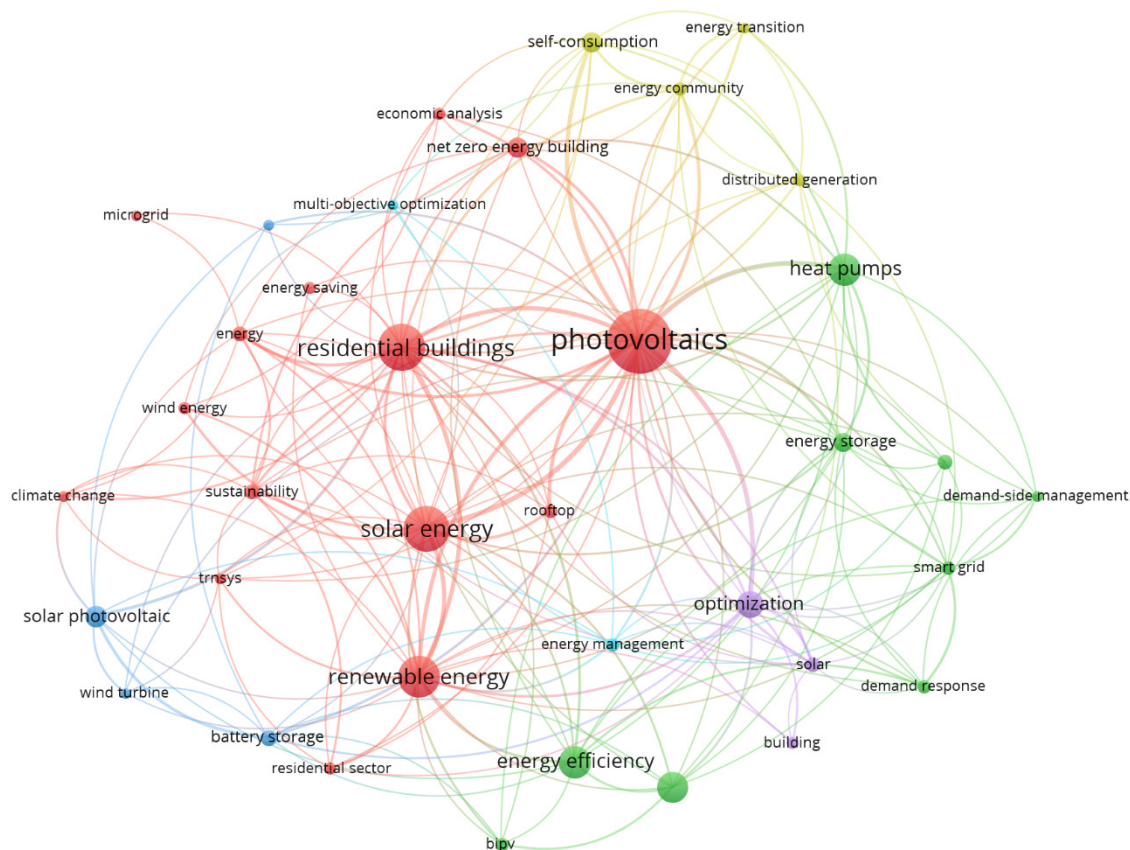 energy transition
self-consumption
energy community
economic analysis
net zero energy building
distributed generation
multi-objective optimization
microgrid
heat pumps
energy saving
energy
photovoltaics
residential buildings
wind energy
energy storage
climate change
sustainability
demand-side management
rooftop
solar energy
smart grid
trnsys
optimization
solar photovoltaic
energy management
solar
renewable energy
demand response
wind turbine
battery storage
building
energy efficiency
residential sector
bipv